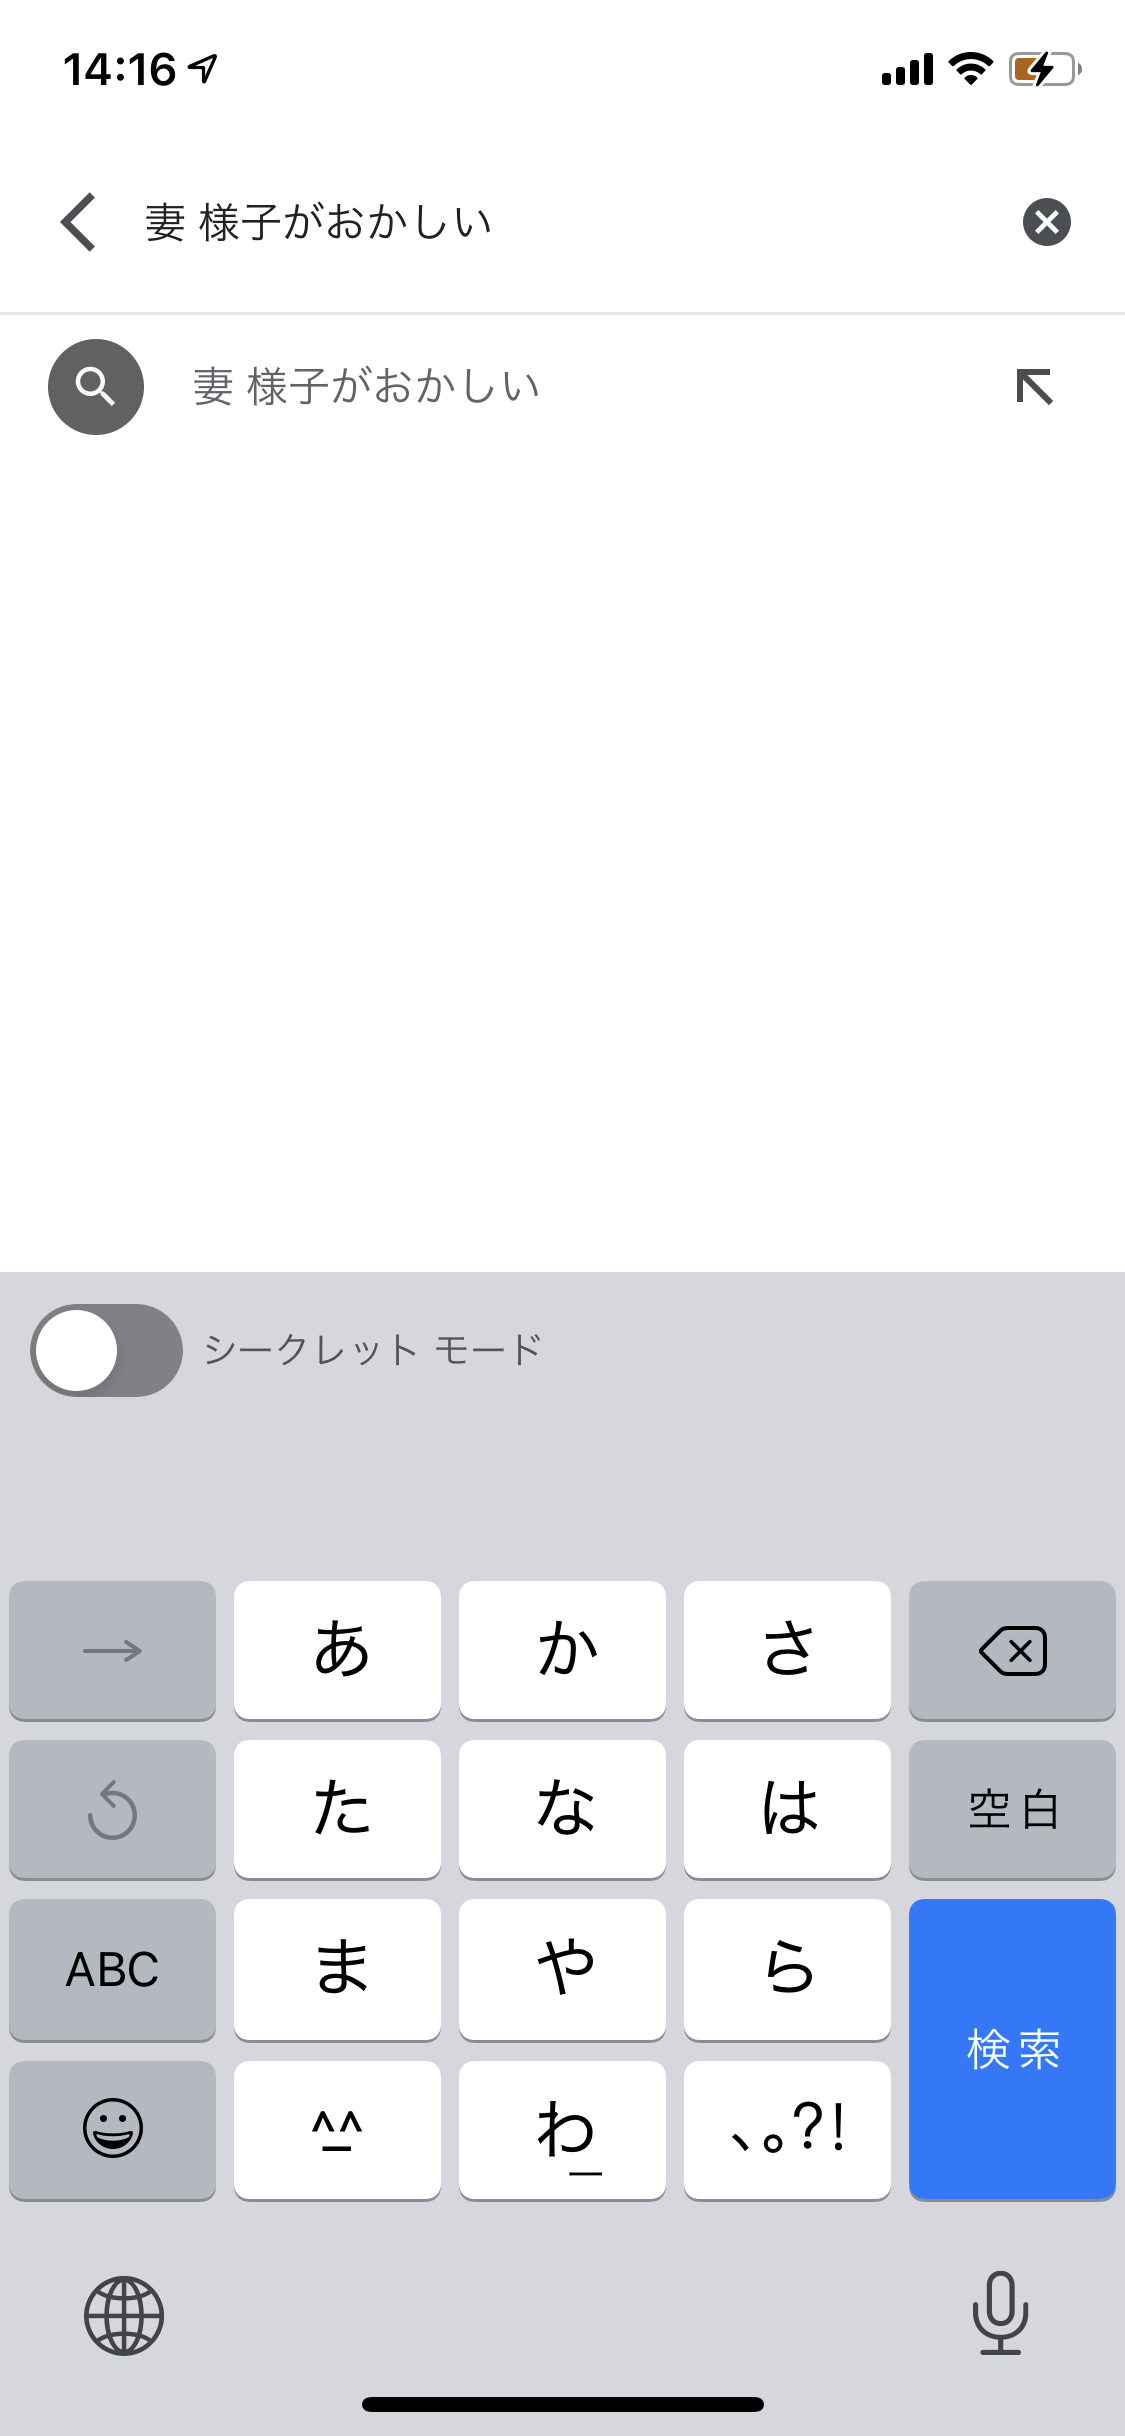 14:16
妻 様子がおかしい
妻 様子がおかしい
シークレット モード
あ か さ
た な は 空白
ABC ま や ら
^_^ わ_ 、。?! 検索